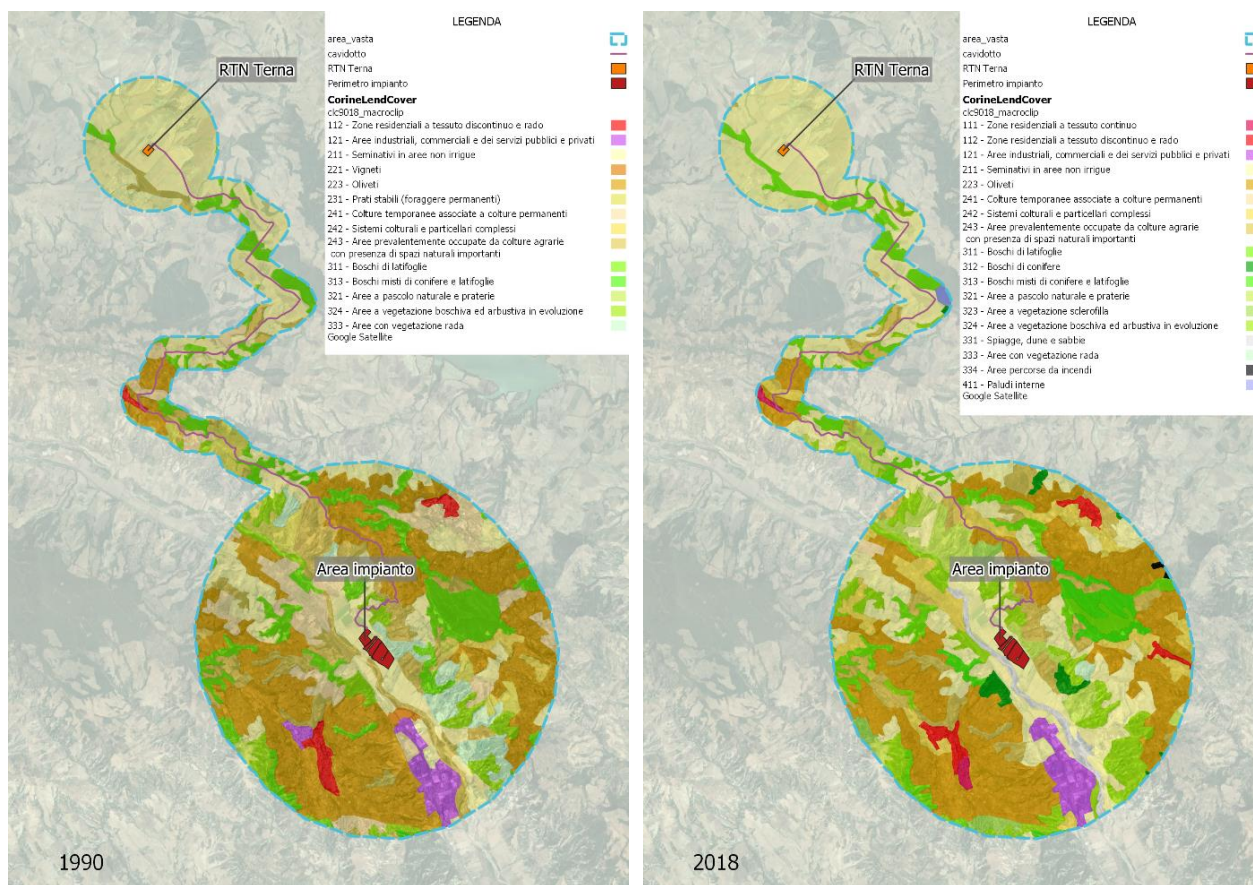 LEGENDA
area_vasta
cavidotto
RTN Terna
Perimetro impianto
CorineLendCover
clc9018_macroclip
112 - Zone residenziali a tessuto discontinuo e rado
121 - Aree industriali, commerciali e dei servizi pubblici e privati
211 - Seminativi in aree non irrigue
221 - Vigneti
223 - Oliveti
231 - Prati stabili (foraggere permanenti)
241 - Colture temporanee associate a colture permanenti
242 - Sistemi colturali e particellari complessi
243 - Aree prevalentemente occupate da colture agrarie
con presenza di spazi naturali importanti
311 - Boschi di latifoglie
313 - Boschi misti di conifere e latifoglie
321 - Aree a pascolo naturale e praterie
324 - Aree a vegetazione boschiva ed arbustiva in evoluzione
333 - Aree con vegetazione rada
Google Satellite
RTN Terna
Area impianto
1990
LEGENDA
area_vasta
cavidotto
RTN Terna
Perimetro impianto
CorineLendCover
clc9018_macroclip
111 - Zone residenziali a tessuto continuo
112 - Zone residenziali a tessuto discontinuo e rado
121 - Aree industriali, commerciali e dei servizi pubblici e privati
211 - Seminativi in aree non irrigue
223 - Oliveti
241 - Colture temporanee associate a colture permanenti
242 - Sistemi colturali e particellari complessi
243 - Aree prevalentemente occupate da colture agrarie
con presenza di spazi naturali importanti
311 - Boschi di latifoglie
312 - Boschi di conifere
313 - Boschi misti di conifere e latifoglie
321 - Aree a pascolo naturale e praterie
323 - Aree a vegetazione sclerofilla
324 - Aree a vegetazione boschiva ed arbustiva in evoluzione
331 - Spiagge, dune e sabbie
333 - Aree con vegetazione rada
334 - Aree percorse da incendi
411 - Paludi interne
Google Satellite
RTN Terna
Area impianto
2018